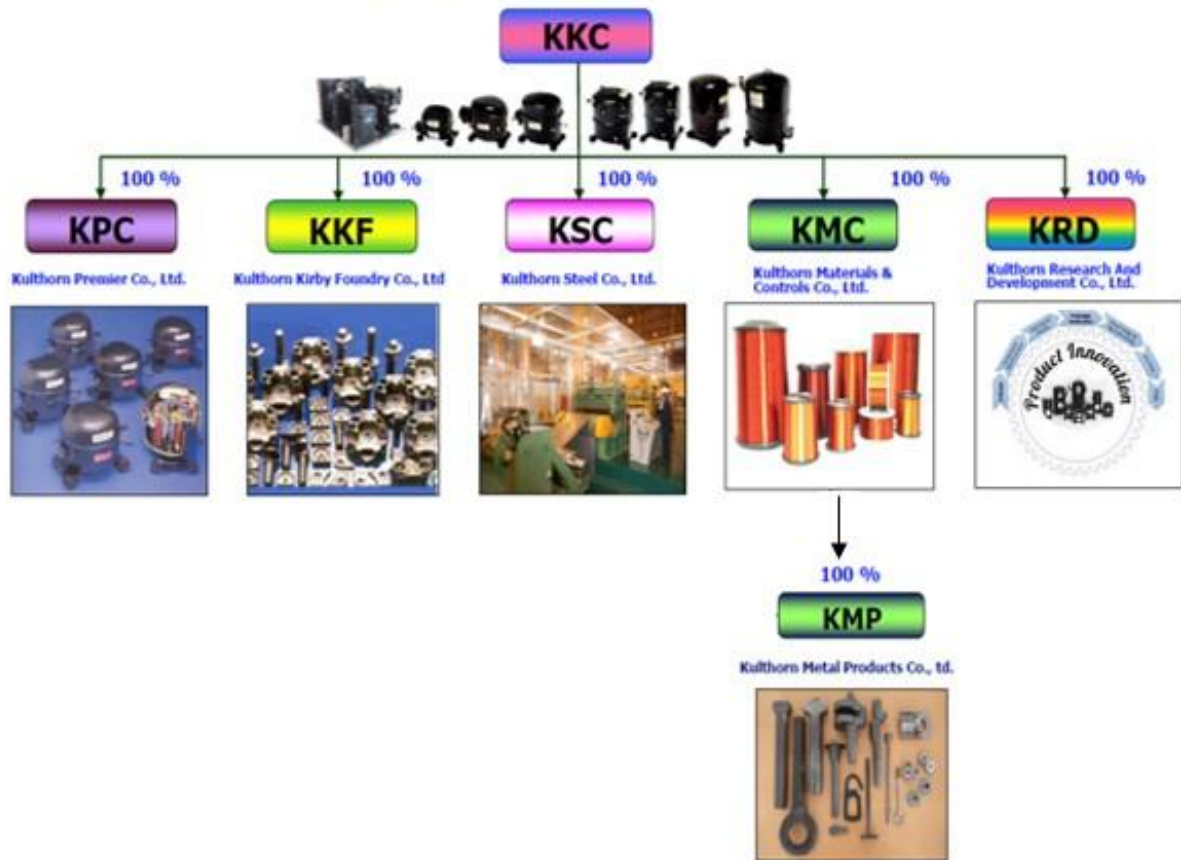 KKC
100 %
100 %
100 %
100 %
100 %
KPC
KKF
KSC
KMC
KRD
Kulthorn Premier Co., Ltd.
Kulthorn Kirby Foundry Co., Ltd
Kulthorn Steel Co., Ltd.
Kulthorn Materials &
Controls Co., Ltd.
Kulthorn Research And
Development Co., Ltd.
Product Innovation
100 %
KMP
Kulthorn Metal Products Co., td.